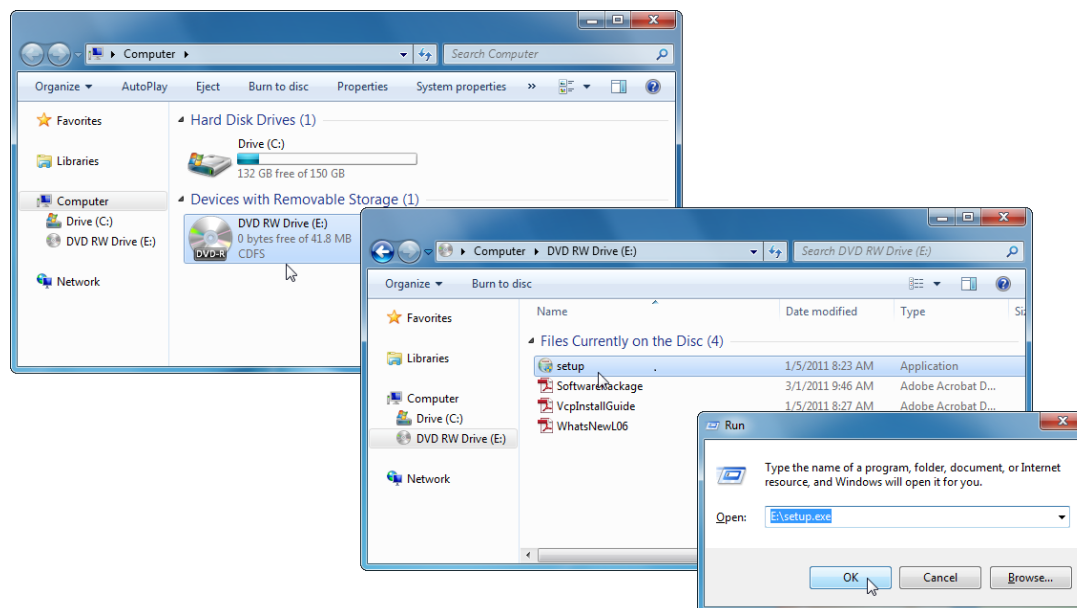 Computer
Search Computer
Organize AutoPlay Eject Burn to disc Properties System properties »
Favorites
Libraries
Computer
Drive (C:)
DVD RW Drive (E:)
Network
Hard Disk Drives (1)
Drive (C:)
132 GB free of 150 GB
Devices with Removable Storage (1)
DVD RW Drive (E:)
0 bytes free of 41.8 MB
CDFS
DVD-R
Computer DVD RW Drive (E:)
Search DVD RW Drive (E:)
Organize Burn to disc
Favorites
Libraries
Computer
Drive (C:)
DVD RW Drive (E:)
Network
Name Date modified Type
Files Currently on the Disc (4)
setup 1/5/2011 8:23 AM Application
SoftwarePackage 3/1/2011 9:46 AM Adobe Acrobat D...
VcpInstallGuide 1/5/2011 8:27 AM Adobe Acrobat D...
WhatsNewL06
Run
Type the name of a program, folder, document, or Internet
resource, and Windows will open it for you.
Open: E:\setup.exe
OK Cancel Browse...